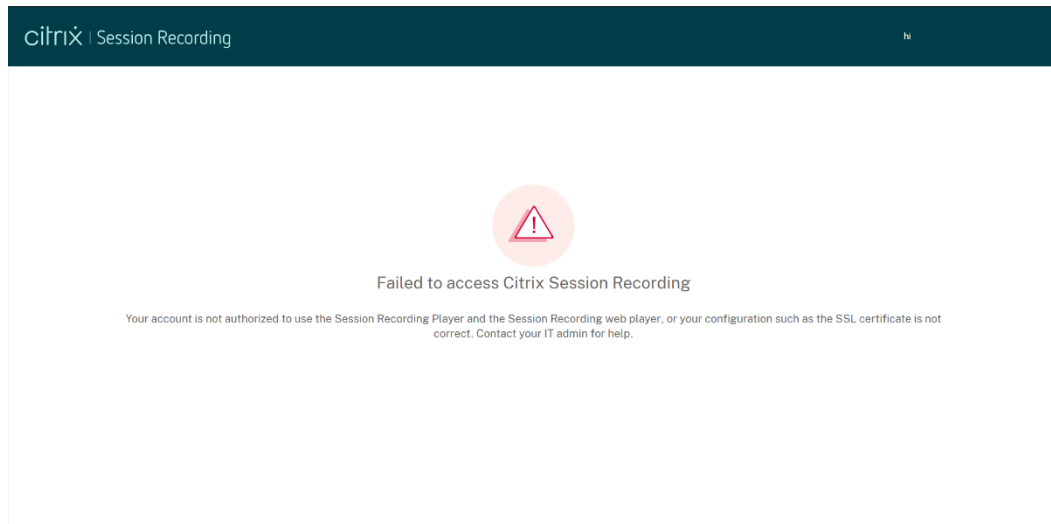 citrix | Session Recording
hi
Failed to access Citrix Session Recording
Your account is not authorized to use the Session Recording Player and the Session Recording web player, or your configuration such as the SSL certificate is not
correct. Contact your IT admin for help.